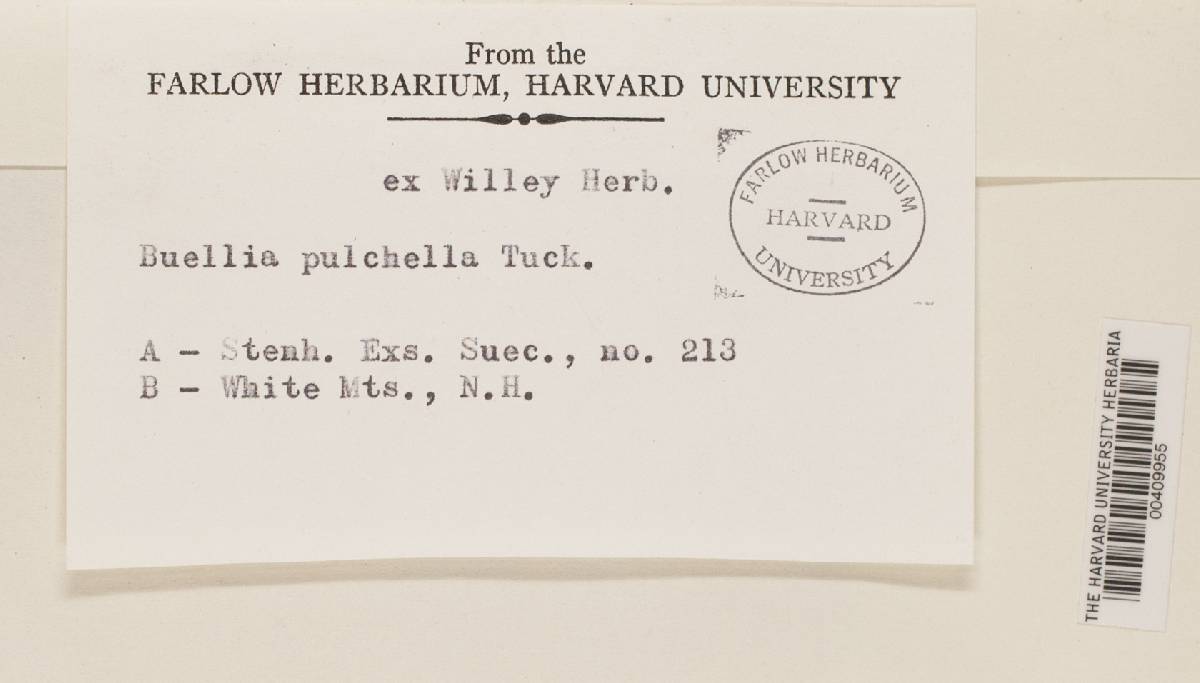 From the
FARLOW HERBARIUM, HARVARD UNIVERSITY
ex Willey Herb.
FARLOW HERBARIUM
HARVARD
UNIVERSITY
Buellia pulchella Tuck.
A - Stenh. Exs. Suec., no. 213
B - White Mts., N.H.
THE HARVARD UNIVERSITY HERBARIA
00409955